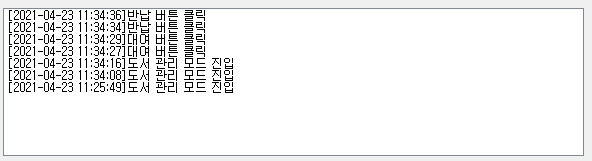 [2021-04-23 11:34:36]반납 버튼 클릭
[2021-04-23 11:34:34]반납 버튼 클릭
[2021-04-23 11:34:29]대여 버튼 클릭
[2021-04-23 11:34:27]대여 버튼 클릭
[2021-04-23 11:34:16]도서 관리 모드 진입
[2021-04-23 11:34:08]도서 관리 모드 진입
[2021-04-23 11:25:49]도서 관리 모드 진입